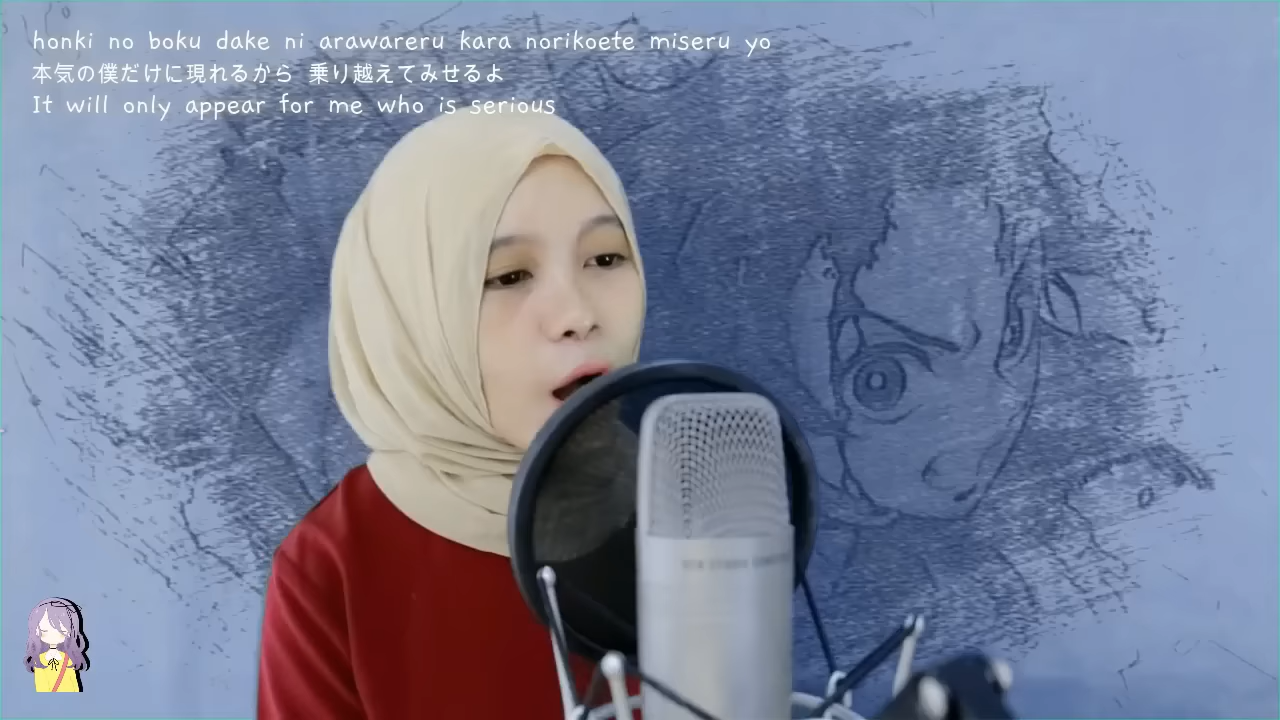 honki no boku dake ni arawareru kara norikoete miseru yo
本気の僕だけに現れるから 乗り越えてみせるよ
It will only appear for me who is serious